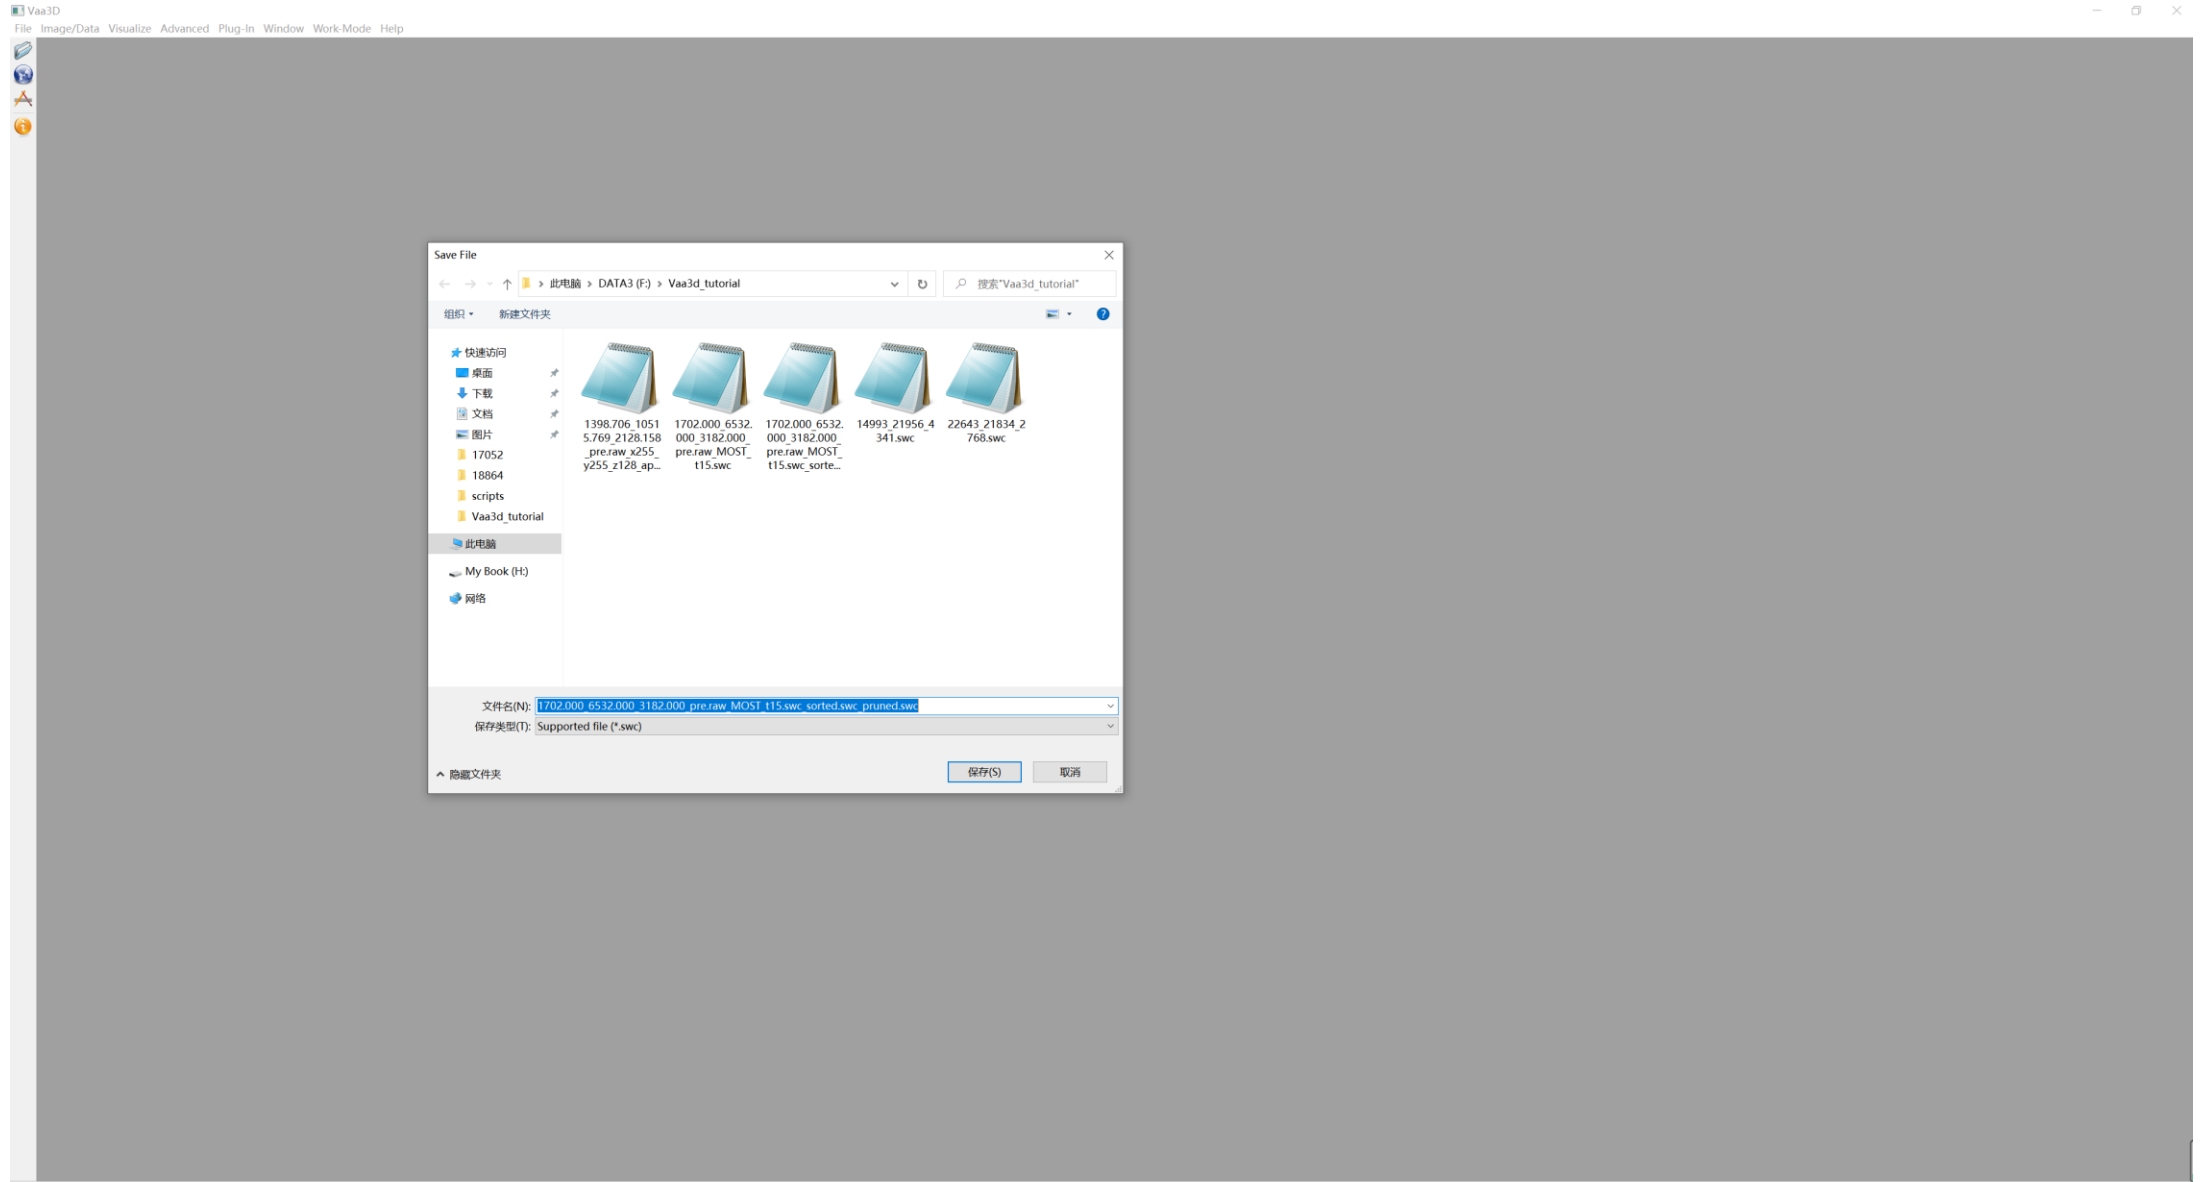 Vaa3D
File Image/Data Visualize Advanced Plug-In Window Work-Mode Help
Save File
此电脑 > DATA3 (F:) > Vaa3d_tutorial
搜索"Vaa3d_tutorial"
组织
新建文件夹
快速访问
桌面
下载
文档
图片
17052
18864
scripts
Vaa3d_tutorial
此电脑
My Book (H:)
网络
1398.706_1051
5.769_2128.158
_pre.raw_x255_
y255_z128_ap...
1702.000_6532.
000_3182.000_
pre.raw_MOST_
t15.swc
1702.000_6532.
000_3182.000_
pre.raw_MOST_
t15.swc_sorte...
14993_21956_4
341.swc
22643_21834_2
768.swc
文件名(N): 1702.000_6532.000_3182.000_pre.raw_MOST_t15.swc_sorted.swc_pruned.swc
保存类型(T): Supported file (*.swc)
隐藏文件夹
保存(S)
取消